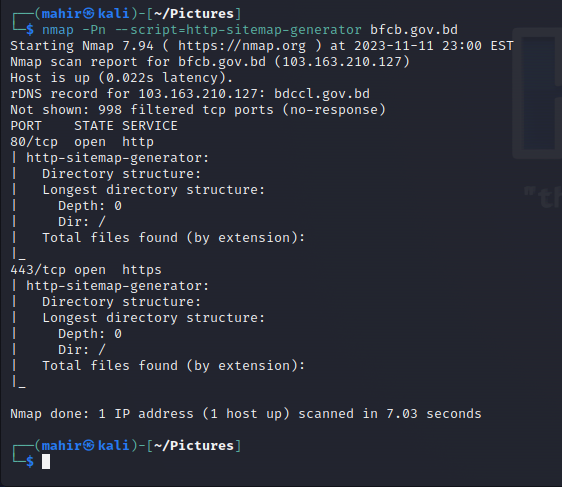 ┌──(mahir㉿kali)-[~/Pictures]
└─$ nmap -Pn --script=http-sitemap-generator bfcb.gov.bd
Starting Nmap 7.94 ( https://nmap.org ) at 2023-11-11 23:00 EST
Nmap scan report for bfcb.gov.bd (103.163.210.127)
Host is up (0.022s latency).
rDNS record for 103.163.210.127: bdccl.gov.bd
Not shown: 998 filtered tcp ports (no-response)
PORT    STATE SERVICE
80/tcp  open  http
| http-sitemap-generator:
|   Directory structure:
|   Longest directory structure:
|     Depth: 0
|     Dir: /
|   Total files found (by extension):
|_
443/tcp open  https
| http-sitemap-generator:
|   Directory structure:
|   Longest directory structure:
|     Depth: 0
|     Dir: /
|   Total files found (by extension):
|_
Nmap done: 1 IP address (1 host up) scanned in 7.03 seconds
┌──(mahir㉿kali)-[~/Pictures]
└─$
"th